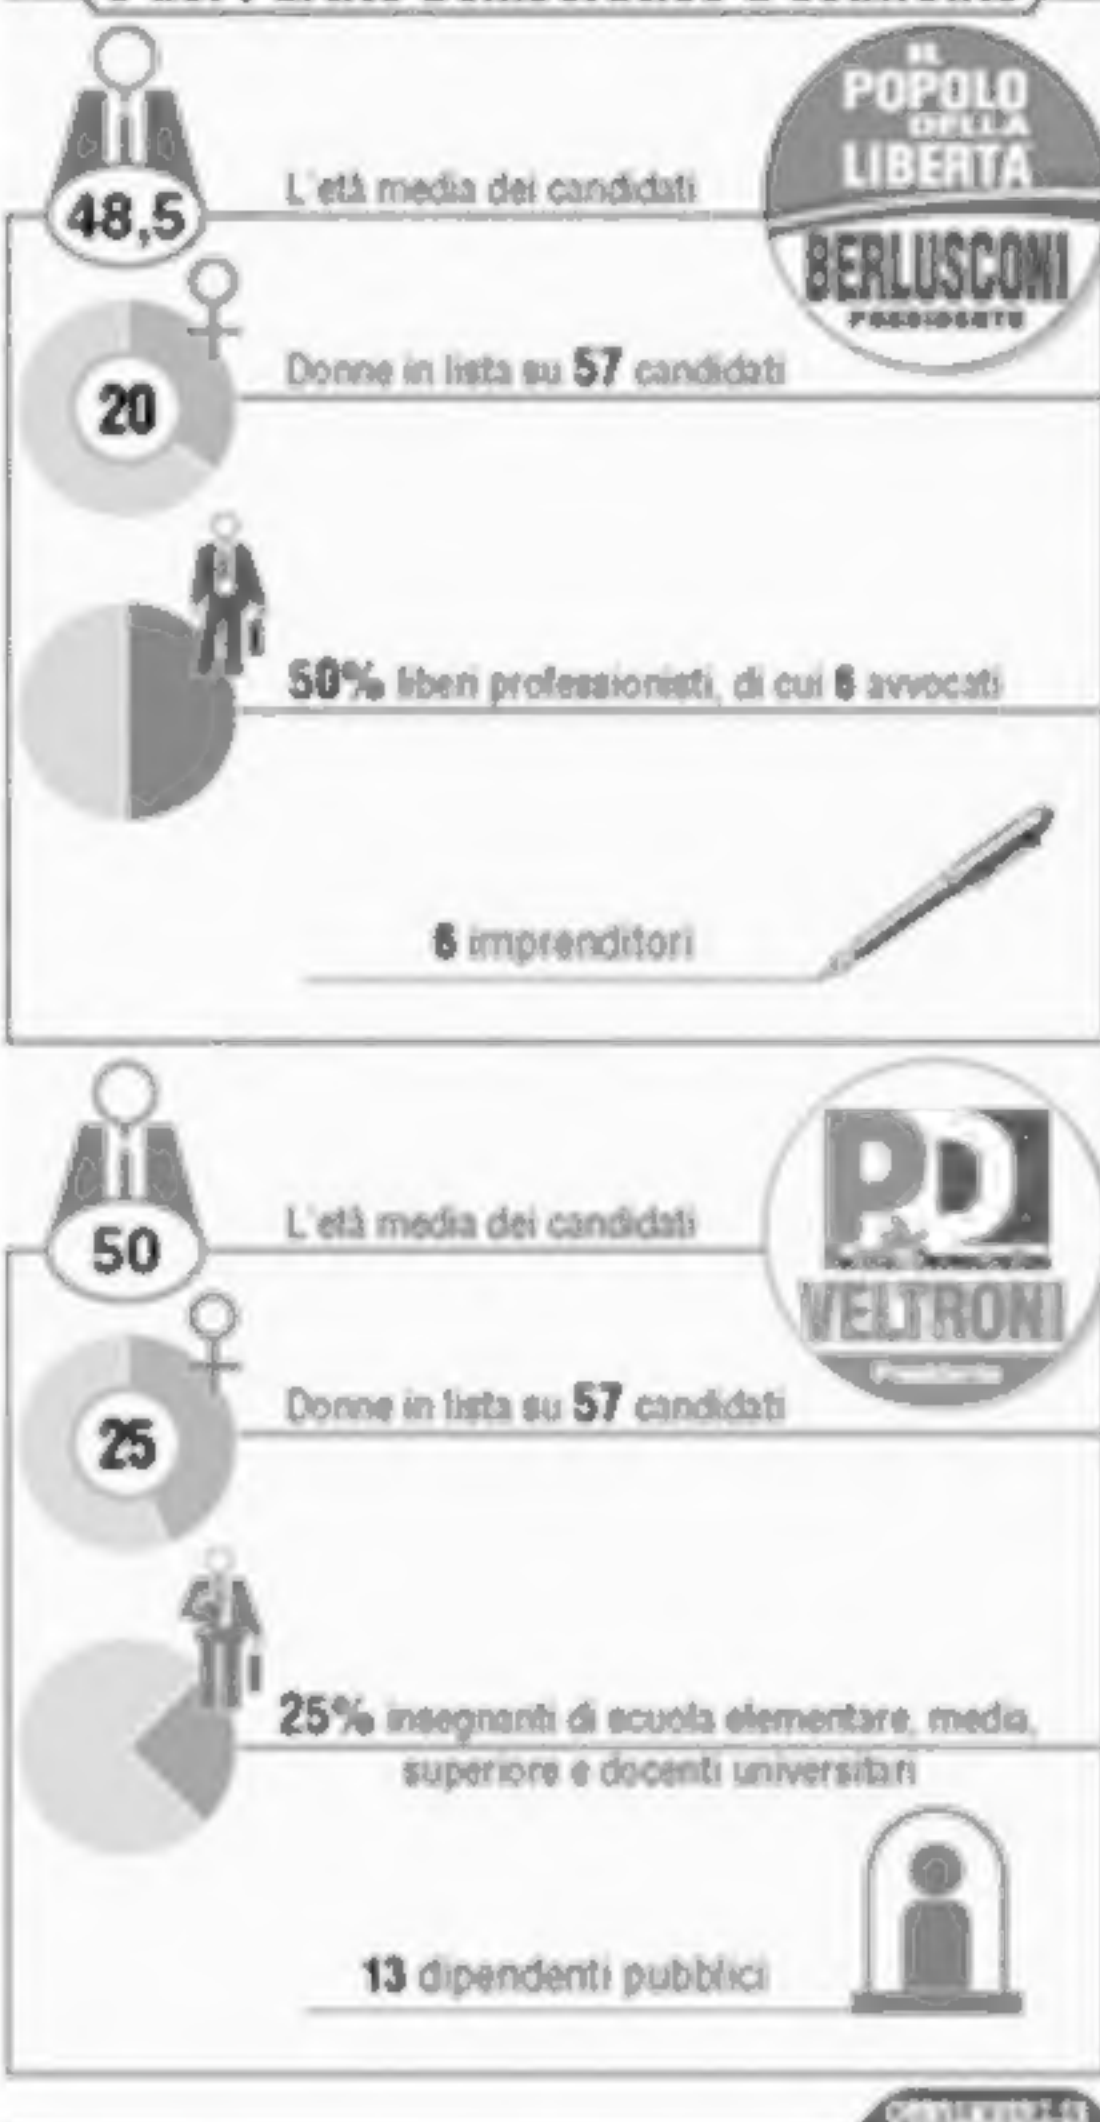 IL
POPOLO
DELLA
LIBERTÀ
BERLUSCONI
PRESIDENTE
48,5
L'età media dei candidati
20
Donne in lista su 57 candidati
50% liberi professionisti, di cui 6 avvocati
6 imprenditori
PD
VELTRONI
Presidente
50
L'età media dei candidati
25
Donne in lista su 57 candidati
25% insegnanti di scuola elementare, media,
superiore e docenti universitari
13 dipendenti pubblici